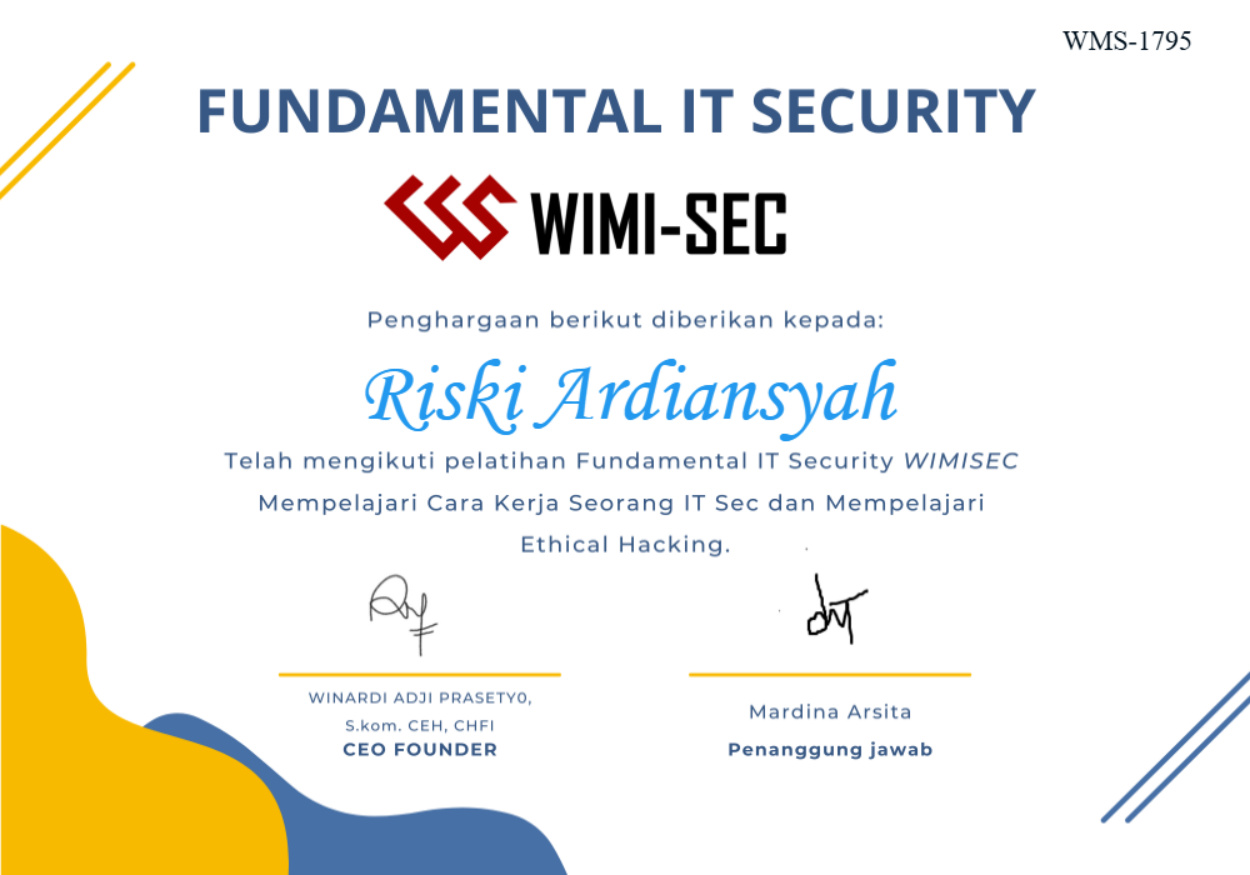 WMS-1795
FUNDAMENTAL IT SECURITY
WIMI-SEC
Penghargaan berikut diberikan kepada:
Riski Ardiansyah
Telah mengikuti pelatihan Fundamental IT Security WIMISEC
Mempelajari Cara Kerja Seorang IT Sec dan Mempelajari
Ethical Hacking.
WINARDI ADJI PRASETY0,
S.kom. CEH, CHFI
CEO FOUNDER
Mardina Arsita
Penanggung jawab